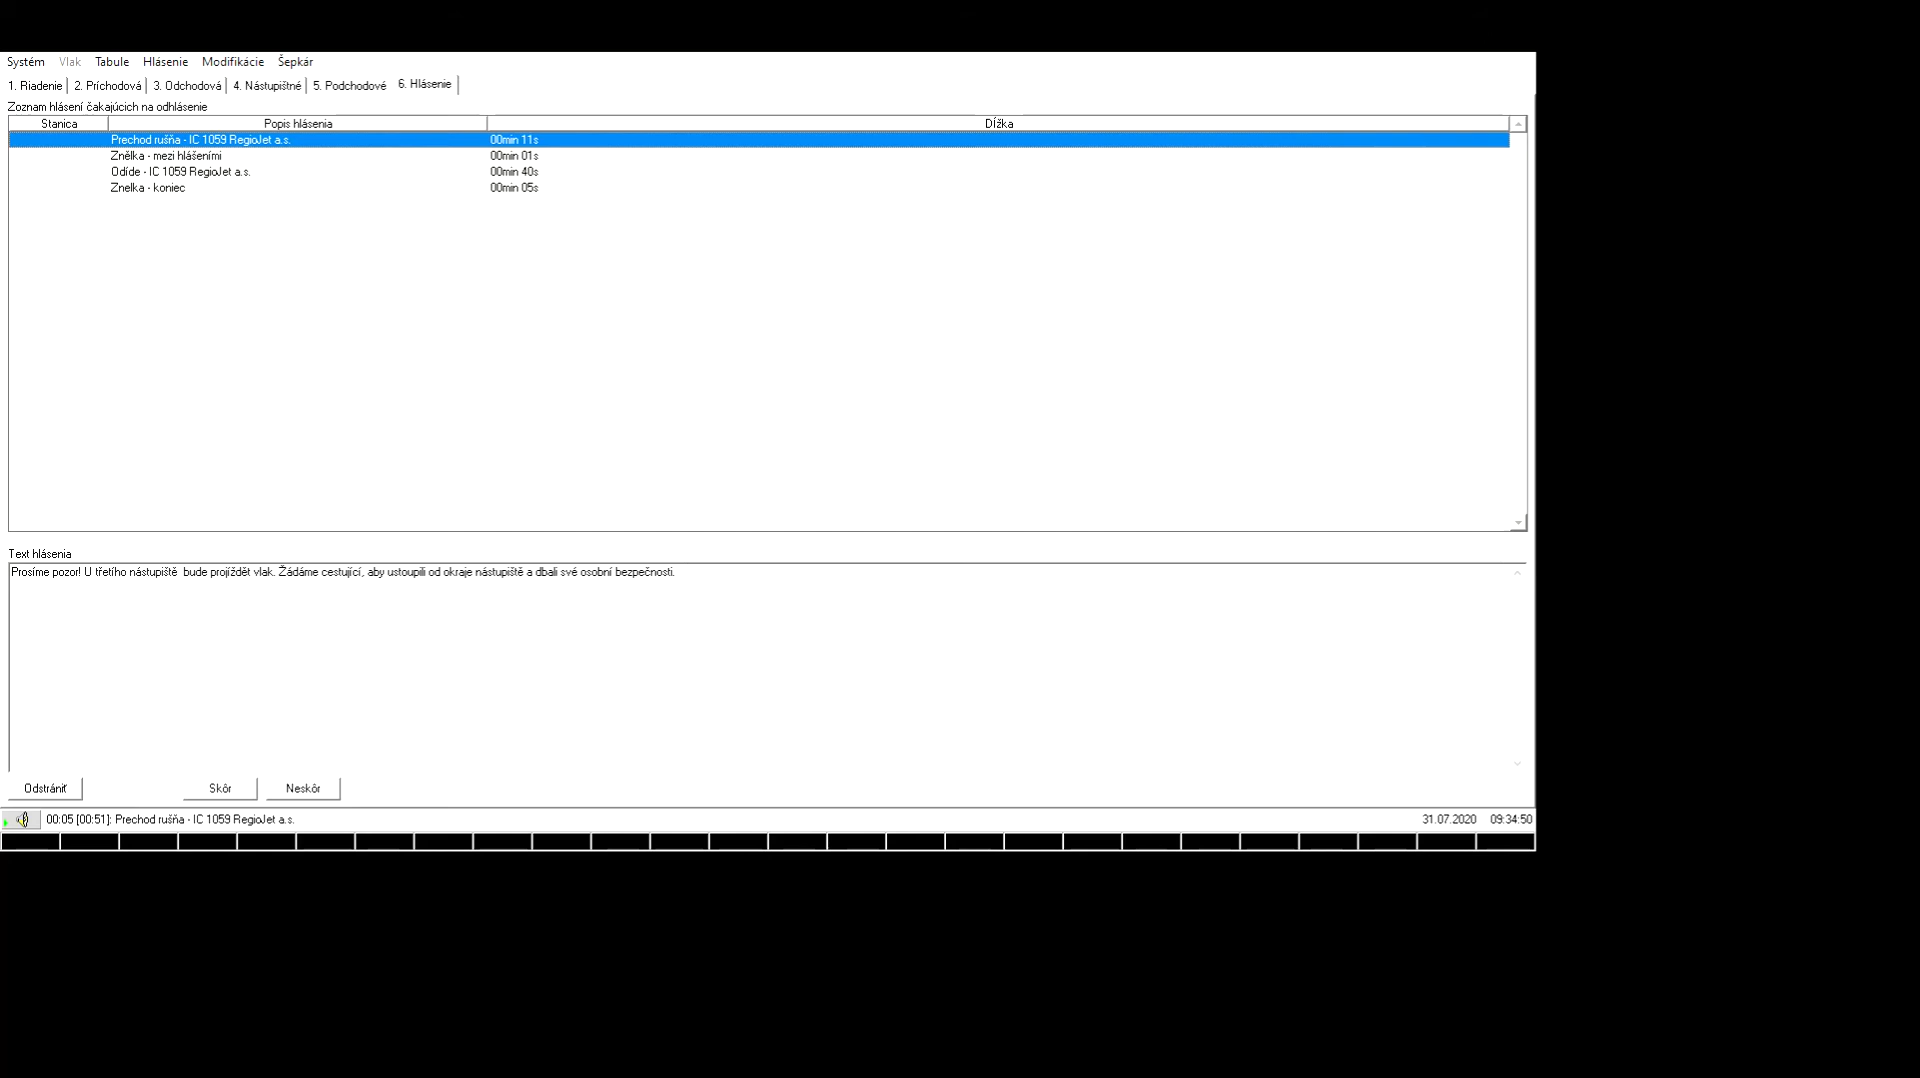 Systém Vlak Tabule Hlásenie Modifikácie Šepkár
1. Riadenie 2. Príchodová 3. Odchodová 4. Nástupištné 5. Podchodové 6. Hlásenie
Zoznam hlásení čakajúcich na odhlásenie
Stanica Popis hlásenia Dĺžka
Prechod rušňa - IC 1059 RegioJet a.s. 00min 11s
Znělka - mezi hlášeními 00min 01s
Odíde - IC 1059 RegioJet a.s. 00min 40s
Znelka - koniec 00min 05s
Text hlásenia
Prosíme pozor! U třetího nástupiště bude projíždět vlak. Žádáme cestující, aby ustoupili od okraje nástupiště a dbali své osobní bezpečnosti.
Odstrániť Skôr Neskôr
00:05 [00:51]: Prechod rušňa - IC 1059 RegioJet a.s. 31.07.2020 09:34:50